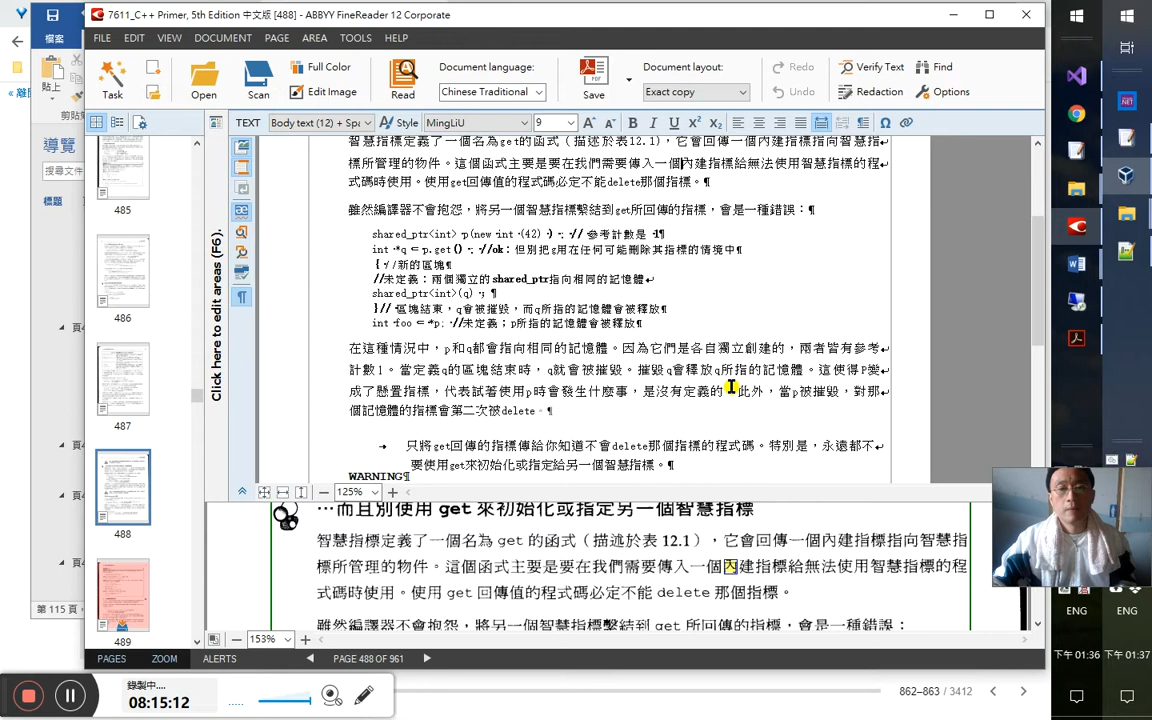 7611_C++ Primer, 5th Edition 中文版 [488] - ABBYY FineReader 12 Corporate
FILE EDIT VIEW DOCUMENT PAGE AREA TOOLS HELP
Task
Open
Scan
Full Color
Edit Image
Read
Document language:
Chinese Traditional
Save
Document layout:
Exact copy
Redo
Undo
Verify Text
Redaction
Find
Options
TEXT
Body text (12) + Spa
Style
MingLiU
9
檔案
貼上
剪貼
導覽
搜尋
標題
第 115 頁
485
486
487
488
489
Click here to edit areas (F6).
智慧指標定義了一個名為get的函式(描述於表12.1),它會回傳一個內建指標指向智慧指
標所管理的物件。這個函式主要是要在我們需要傳入一個內建指標給無法使用智慧指標的程
式碼時使用。使用get回傳值的程式碼必定不能delete那個指標。¶
雖然編譯器不會抱怨,將另一個智慧指標繫結到get所回傳的指標,會是一種錯誤:¶
shared_ptr<int> p(new int (42) ) ; // 參考計數是 1¶
int *q = p.get() ; //ok:但別把g用在任何可能刪除其指標的情境中¶
{ //新的區塊¶
//未定義:兩個獨立的shared_ptr指向相同的記憶體
shared_ptr<int>(q) ; ¶
}// 區塊結束,q會被摧毀,而q所指的記憶體會被釋放¶
int foo = *p; //未定義;p所指的記憶體會被釋放¶
在這種情況中,p和q都會指向相同的記憶體。因為它們是各自獨立創建的,兩者皆有參考
計數1。當定義q的區塊結束時,q就會被摧毀。摧毀q會釋放q所指的記憶體。這使得P變
成了懸置指標,代表試著使用p時會發生什麼事,是沒有定義的。此外,當p被摧毀,對那
個記憶體的指標會第二次被delete。¶
只將get回傳的指標傳給你知道不會delete那個指標的程式碼。特別是,永遠都不
要使用get來初始化或指定給另一個智慧指標。¶
WARNING¶
125%
…而且別使用 get 來初始化或指定另一個智慧指標
智慧指標定義了一個名為 get 的函式(描述於表 12.1),它會回傳一個內建指標指向智慧指
標所管理的物件。這個函式主要是要在我們需要傳入一個內建指標給無法使用智慧指標的程
式碼時使用。使用 get 回傳值的程式碼必定不能 delete 那個指標。
雖然編譯器不會抱怨,將另一個智慧指標繫結到 get 所回傳的指標,會是一種錯誤:
153%
PAGES ZOOM ALERTS
PAGE 488 OF 961
錄製中....
08:15:12
862–863 / 3412
ENG
ENG
下午 01:36
下午 01:37